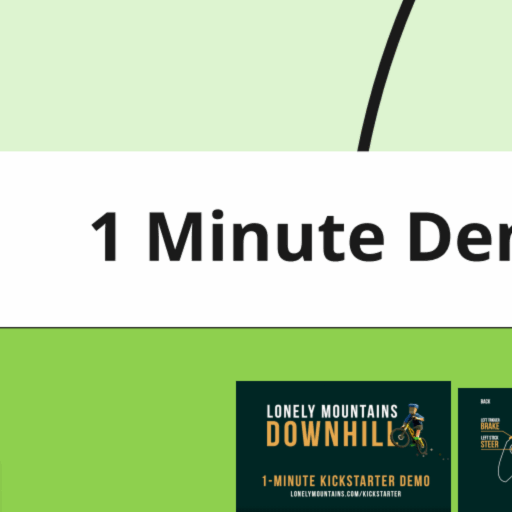 1 Minute
LONELY MOUNTAINS
DOWNHILL
1-MINUTE KICKSTARTER DEMO
LONELYMOUNTAINS.COM/KICKSTARTER
BACK
LEFT TRIGGER
BRAKE
LEFT STICK
STEER